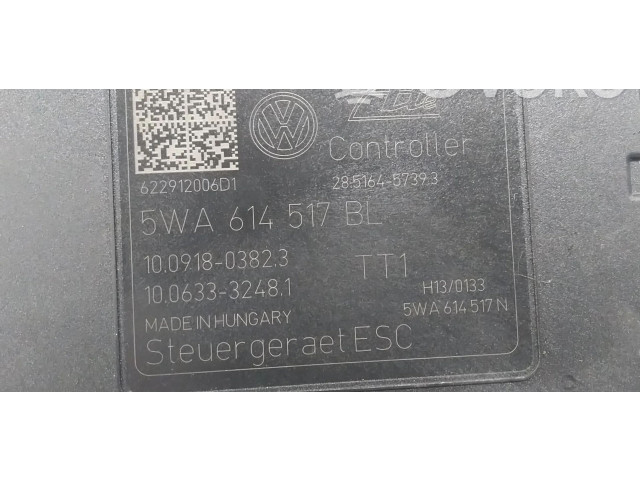 Ate
Controller
622912006D1
28.5164-5739.3
5WA 614 517 BL
10.0918-0382.3
TT1
10.0633-3248.1
H13/0133
5WA 614 517 N
MADE IN HUNGARY
Steuergeraet ESC